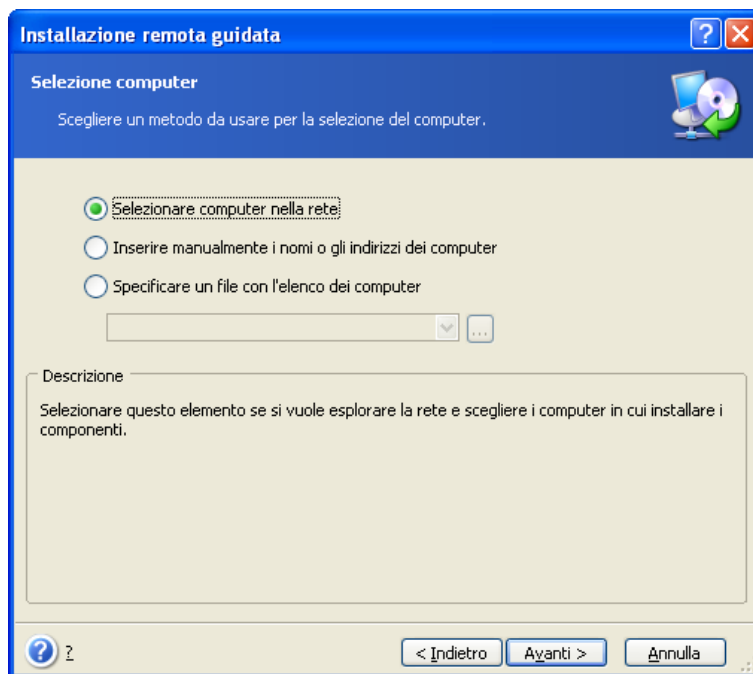 Installazione remota guidata
Selezione computer
Scegliere un metodo da usare per la selezione del computer.
Selezionare computer nella rete
Inserire manualmente i nomi o gli indirizzi dei computer
Specificare un file con l'elenco dei computer
...
Descrizione
Selezionare questo elemento se si vuole esplorare la rete e scegliere i computer in cui installare i
componenti.
? ? < Indietro Avanti > Annulla